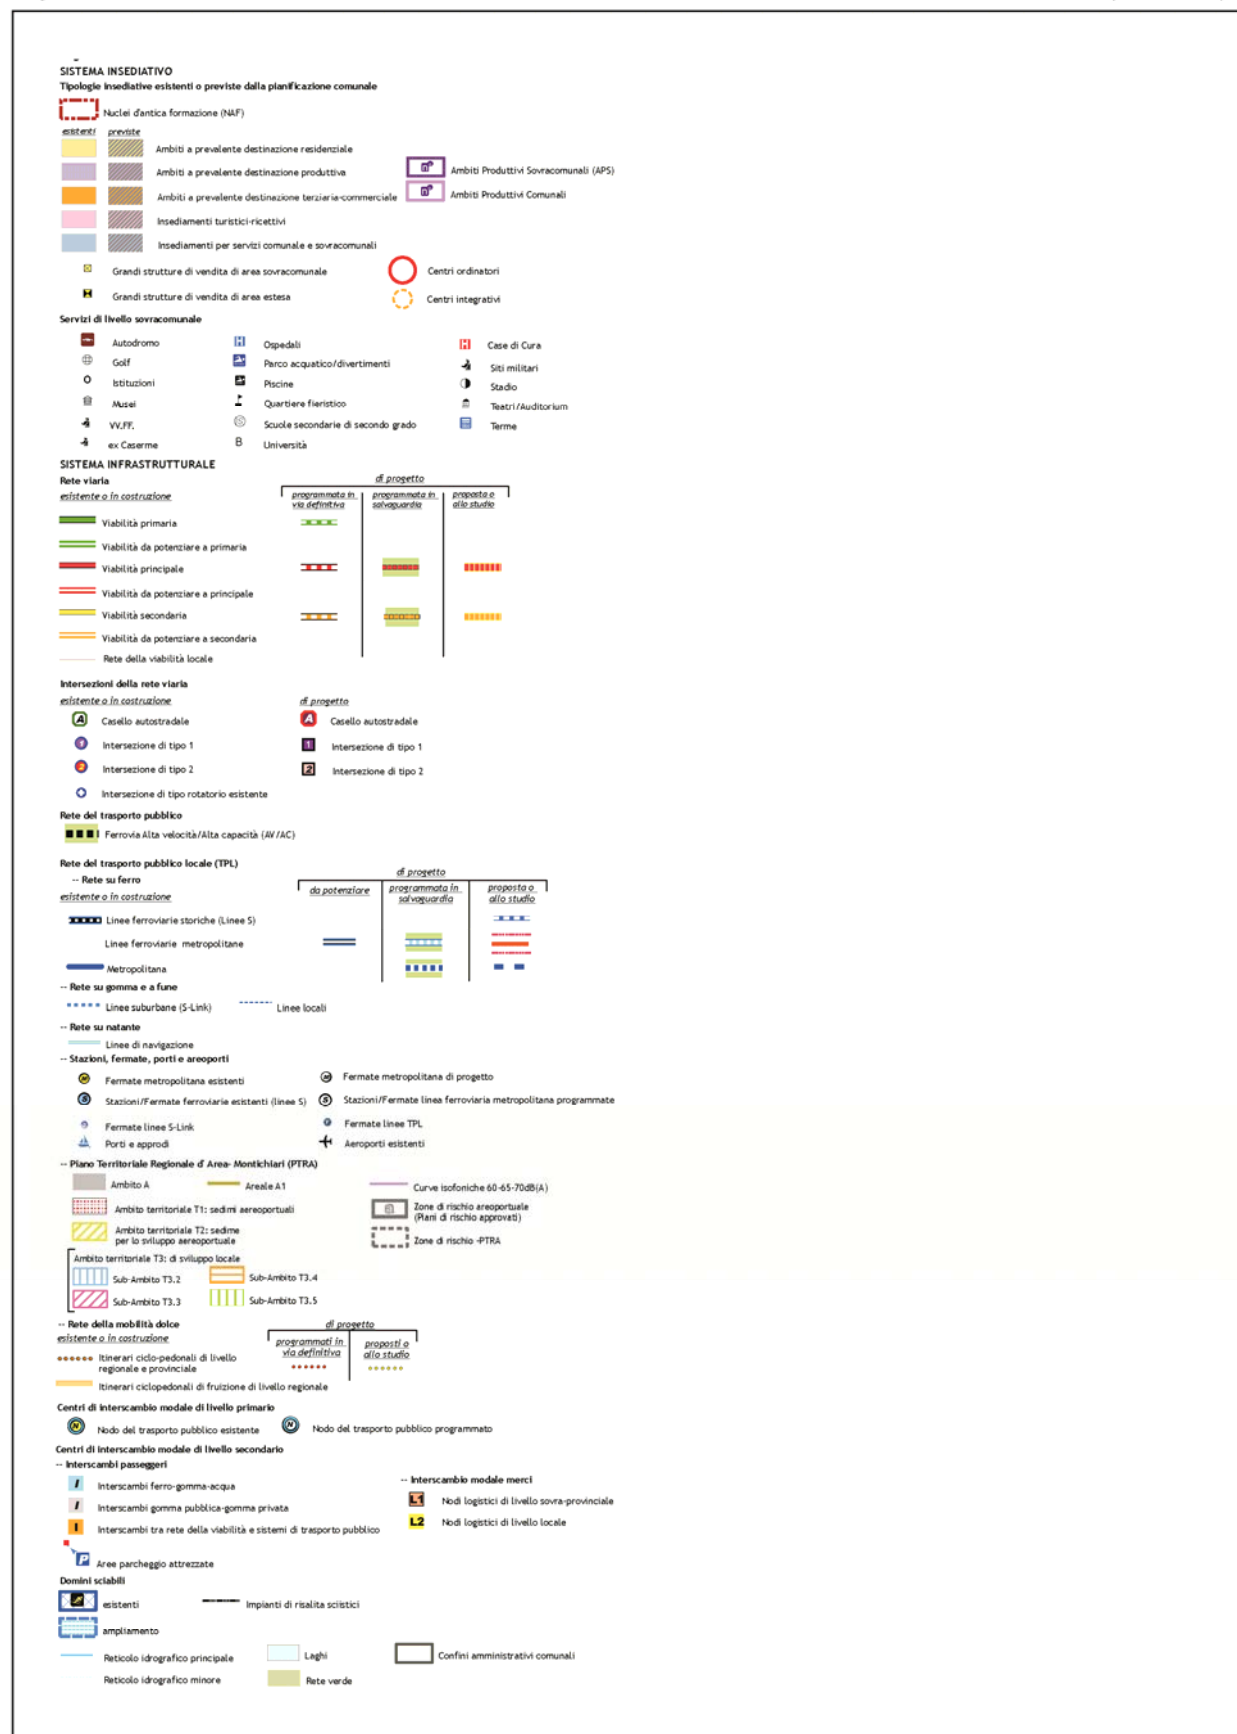 SISTEMA INSEDIATIVO
Tipologie insediative esistenti o previste dalla pianificazione comunale
Nuclei d'antica formazione (NAF)
esistenti previste
Ambiti a prevalente destinazione residenziale
Ambiti a prevalente destinazione produttiva
n° Ambiti Produttivi Sovracomunali (APS)
Ambiti a prevalente destinazione terziaria-commerciale
n° Ambiti Produttivi Comunali
Insediamenti turistici-ricettivi
Insediamenti per servizi comunale e sovracomunali
Grandi strutture di vendita di area sovracomunale
Centri ordinatori
Grandi strutture di vendita di area estesa
Centri integrativi
Servizi di livello sovracomunale
Autodromo
H Ospedali
H Case di Cura
Golf
Parco acquatico/divertimenti
Siti militari
Istituzioni
Piscine
Stadio
Musei
Quartiere fieristico
Teatri/Auditorium
VV.FF.
Scuole secondarie di secondo grado
Terme
ex Caserme
B Università
SISTEMA INFRASTRUTTURALE
Rete viaria
di progetto
esistente o in costruzione
programmata in via definitiva
programmata in salvaguardia
proposta o allo studio
Viabilità primaria
Viabilità da potenziare a primaria
Viabilità principale
Viabilità da potenziare a principale
Viabilità secondaria
Viabilità da potenziare a secondaria
Rete della viabilità locale
Intersezioni della rete viaria
esistente o in costruzione
di progetto
A Casello autostradale
A Casello autostradale
1 Intersezione di tipo 1
1 Intersezione di tipo 1
2 Intersezione di tipo 2
2 Intersezione di tipo 2
Intersezione di tipo rotatorio esistente
Rete del trasporto pubblico
Ferrovia Alta velocità/Alta capacità (AV/AC)
Rete del trasporto pubblico locale (TPL)
di progetto
-- Rete su ferro
esistente o in costruzione
da potenziare
programmata in salvaguardia
proposta o allo studio
Linee ferroviarie storiche (Linee S)
Linee ferroviarie metropolitane
Metropolitana
-- Rete su gomma e a fune
Linee suburbane (S-Link)
Linee locali
-- Rete su natante
Linee di navigazione
-- Stazioni, fermate, porti e areoporti
Fermate metropolitana esistenti
Fermate metropolitana di progetto
S Stazioni/Fermate ferroviarie esistenti (linee S)
S Stazioni/Fermate linea ferroviaria metropolitana programmate
Fermate linee S-Link
Fermate linee TPL
Porti e approdi
Aeroporti esistenti
-- Piano Territoriale Regionale d' Area- Montichiari (PTRA)
Ambito A
Areale A1
Curve isofoniche 60-65-70dB(A)
Ambito territoriale T1: sedimi aereoportuali
Zone di rischio areoportuale
(Piani di rischio approvati)
Ambito territoriale T2: sedime
per lo sviluppo aereoportuale
Zone di rischio -PTRA
Ambito territoriale T3: di sviluppo locale
Sub-Ambito T3.2
Sub-Ambito T3.4
Sub-Ambito T3.3
Sub-Ambito T3.5
-- Rete della mobilità dolce
di progetto
esistente o in costruzione
programmati in via definitiva
proposti o allo studio
Itinerari ciclo-pedonali di livello
regionale e provinciale
Itinerari ciclopedonali di fruizione di livello regionale
Centri di intercambio modale di livello primario
N Nodo del trasporto pubblico esistente
N Nodo del trasporto pubblico programmato
Centri di interscambio modale di livello secondario
-- Interscambi passeggeri
-- Interscambio modale merci
I Interscambi ferro-gomma-acqua
L1 Nodi logistici di livello sovra-provinciale
I Interscambi gomma pubblica-gomma privata
L2 Nodi logistici di livello locale
I Interscambi tra rete della viabilità e sistemi di trasporto pubblico
P Aree parcheggio attrezzate
Domini sciabili
esistenti
Impianti di risalita sciistici
ampliamento
Reticolo idrografico principale
Laghi
Confini amministrativi comunali
Reticolo idrografico minore
Rete verde